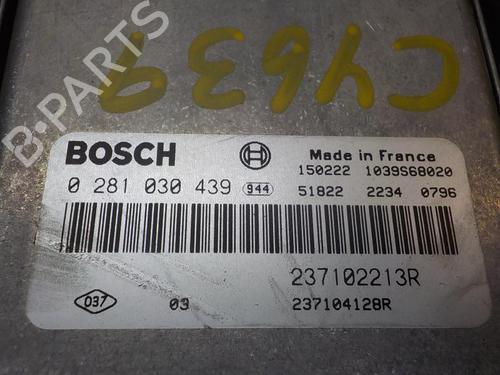 CY639
B-PARTS
BOSCH
Made in France
150222 1039S68020
0 281 030 439 944
51822 2234 0796
237102213R
037 03 237104128R